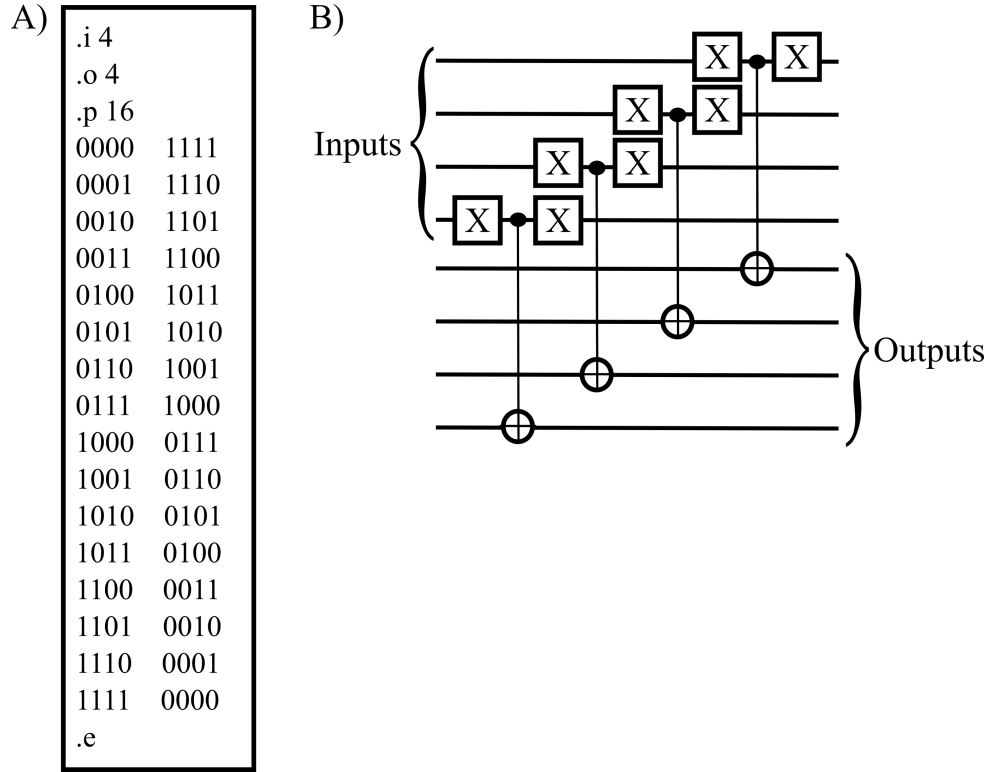 A)
.i 4
.o 4
.p 16
0000 1111
0001 1110
0010 1101
0011 1100
0100 1011
0101 1010
0110 1001
0111 1000
1000 0111
1001 0110
1010 0101
1011 0100
1100 0011
1101 0010
1110 0001
1111 0000
.e
B)
X X
X X
Inputs
X X
X X
Outputs